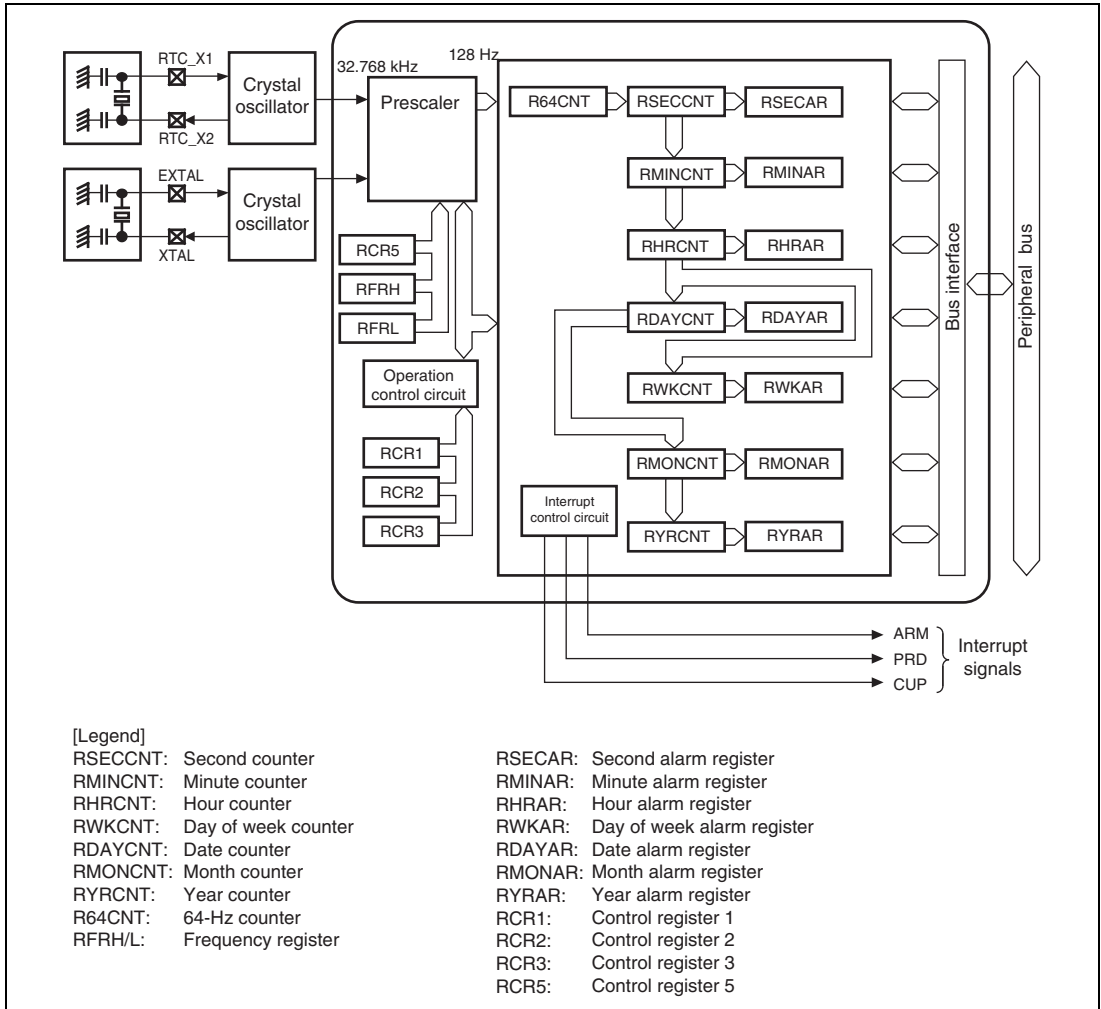 RTC_X1
RTC_X2
Crystal oscillator
EXTAL
XTAL
Crystal oscillator
32.768 kHz
128 Hz
Prescaler
R64CNT
RSECCNT
RSECAR
RMINCNT
RMINAR
RCR5
RHRCNT
RHRAR
RFRH
RFRL
RDAYCNT
RDAYAR
Operation control circuit
RWKCNT
RWKAR
RCR1
RMONCNT
RMONAR
RCR2
Interrupt control circuit
RCR3
RYRCNT
RYRAR
Bus interface
Peripheral bus
ARM
PRD
CUP
Interrupt signals
[Legend]
RSECCNT: Second counter
RMINCNT: Minute counter
RHRCNT: Hour counter
RWKCNT: Day of week counter
RDAYCNT: Date counter
RMONCNT: Month counter
RYRCNT: Year counter
R64CNT: 64-Hz counter
RFRH/L: Frequency register
RSECAR: Second alarm register
RMINAR: Minute alarm register
RHRAR: Hour alarm register
RWKAR: Day of week alarm register
RDAYAR: Date alarm register
RMONAR: Month alarm register
RYRAR: Year alarm register
RCR1: Control register 1
RCR2: Control register 2
RCR3: Control register 3
RCR5: Control register 5